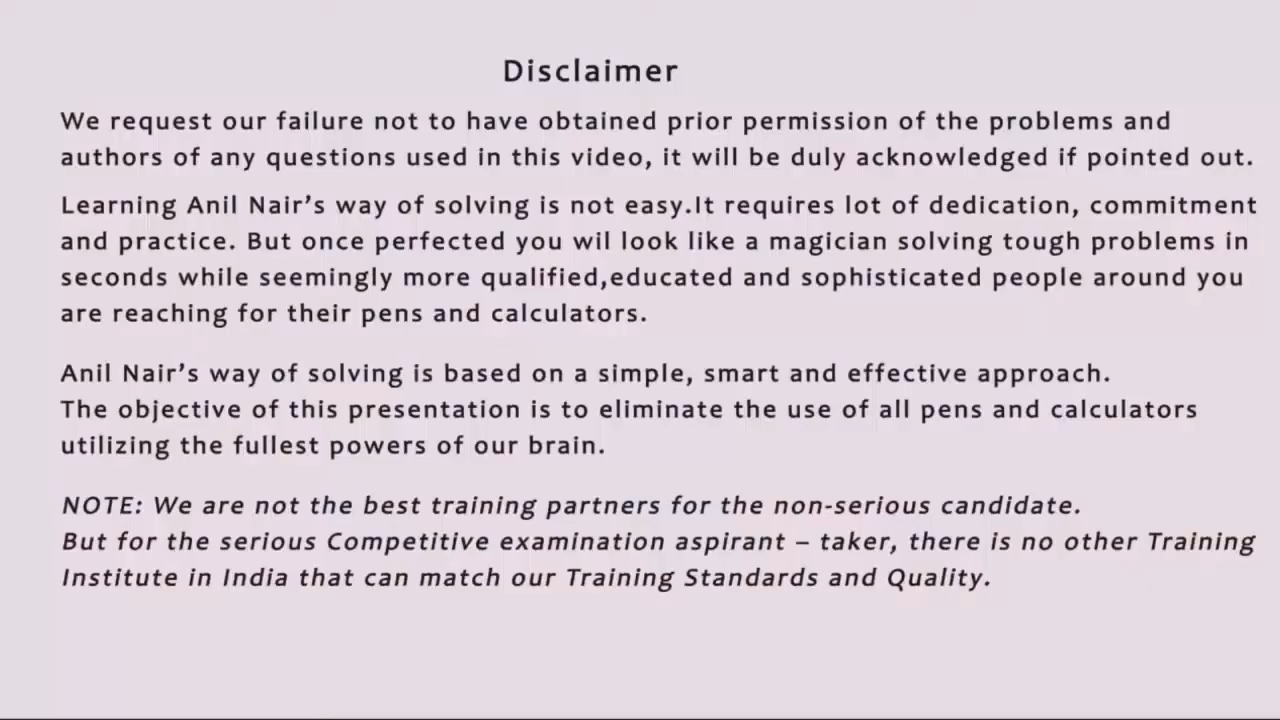 Disclaimer
We request our failure not to have obtained prior permission of the problems and
authors of any questions used in this video, it will be duly acknowledged if pointed out.
Learning Anil Nair’s way of solving is not easy.It requires lot of dedication, commitment
and practice. But once perfected you wil look like a magician solving tough problems in
seconds while seemingly more qualified,educated and sophisticated people around you
are reaching for their pens and calculators.
Anil Nair’s way of solving is based on a simple, smart and effective approach.
The objective of this presentation is to eliminate the use of all pens and calculators
utilizing the fullest powers of our brain.
NOTE: We are not the best training partners for the non-serious candidate.
But for the serious Competitive examination aspirant – taker, there is no other Training
Institute in India that can match our Training Standards and Quality.